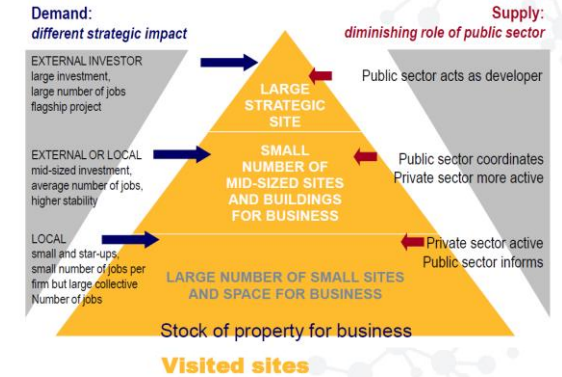 Demand:
different strategic impact
Supply:
diminishing role of public sector
EXTERNAL INVESTOR
large investment,
large number of jobs
flagship project
LARGE
STRATEGIC
SITE
Public sector acts as developer
EXTERNAL OR LOCAL
mid-sized investment,
average number of jobs,
higher stability
SMALL
NUMBER OF
MID-SIZED SITES
AND BUILDINGS
FOR BUSINESS
Public sector coordinates
Private sector more active
LOCAL
small and star-ups,
small number of jobs per
firm but large collective
Number of jobs
LARGE NUMBER OF SMALL SITES
AND SPACE FOR BUSINESS
Private sector active
Public sector informs
Stock of property for business
Visited sites